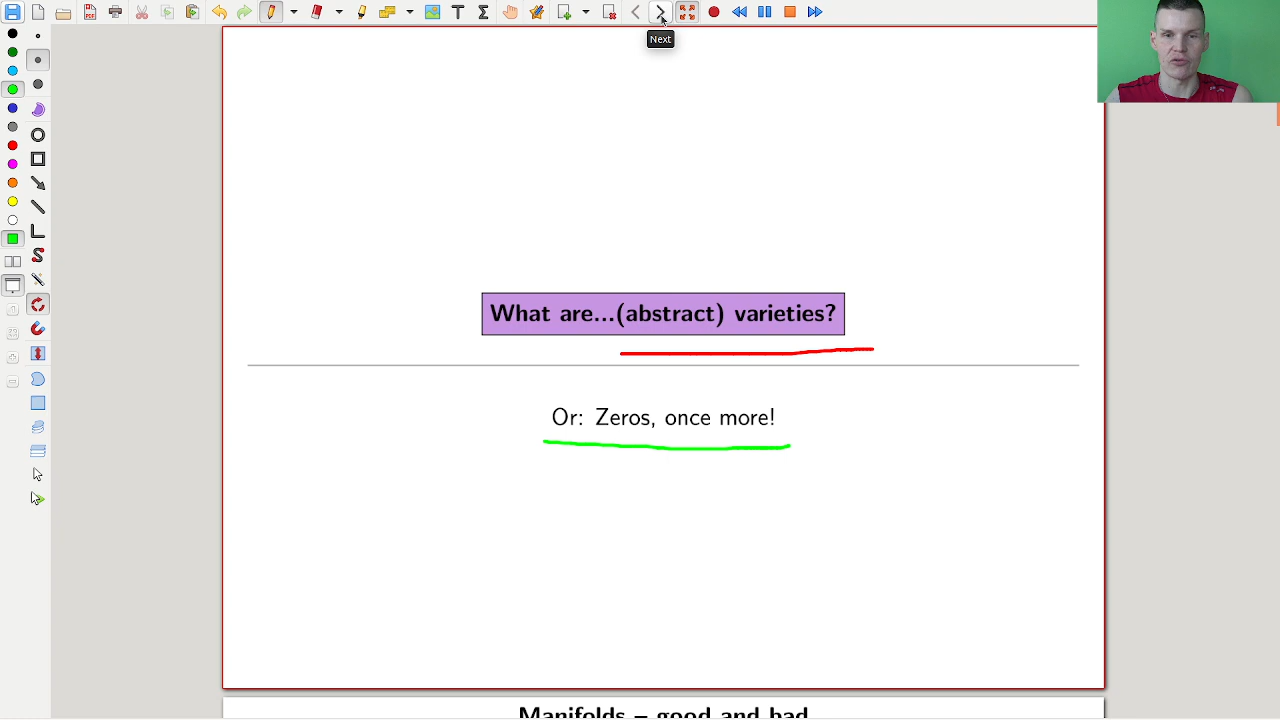 Next
What are...(abstract) varieties?
Or: Zeros, once more!
Manifolds – good and bad